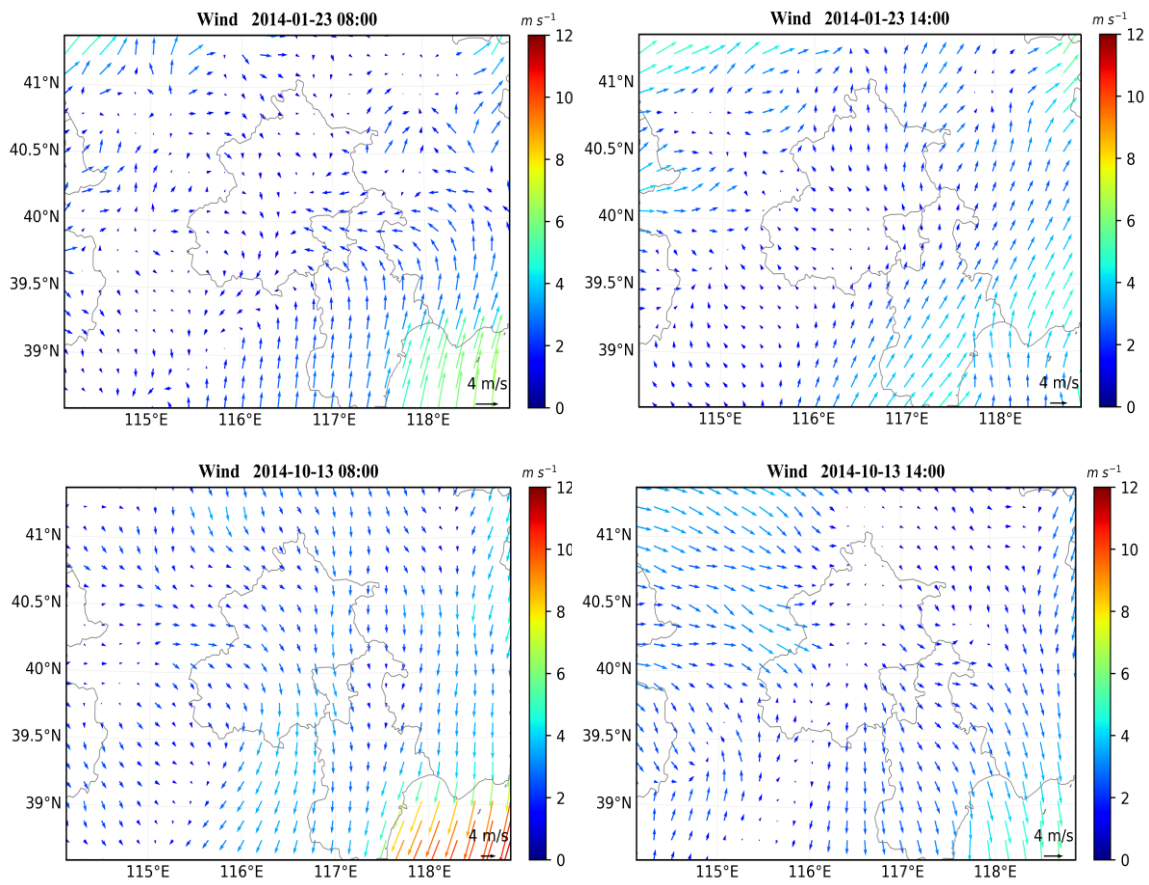 Wind 2014-01-23 08:00
m s⁻¹
12
10
8
6
4
2
0
41°N
40.5°N
40°N
39.5°N
39°N
4 m/s
115°E 116°E 117°E 118°E
Wind 2014-01-23 14:00
m s⁻¹
12
10
8
6
4
2
0
41°N
40.5°N
40°N
39.5°N
39°N
4 m/s
115°E 116°E 117°E 118°E
Wind 2014-10-13 08:00
m s⁻¹
12
10
8
6
4
2
0
41°N
40.5°N
40°N
39.5°N
39°N
4 m/s
115°E 116°E 117°E 118°E
Wind 2014-10-13 14:00
m s⁻¹
12
10
8
6
4
2
0
41°N
40.5°N
40°N
39.5°N
39°N
4 m/s
115°E 116°E 117°E 118°E